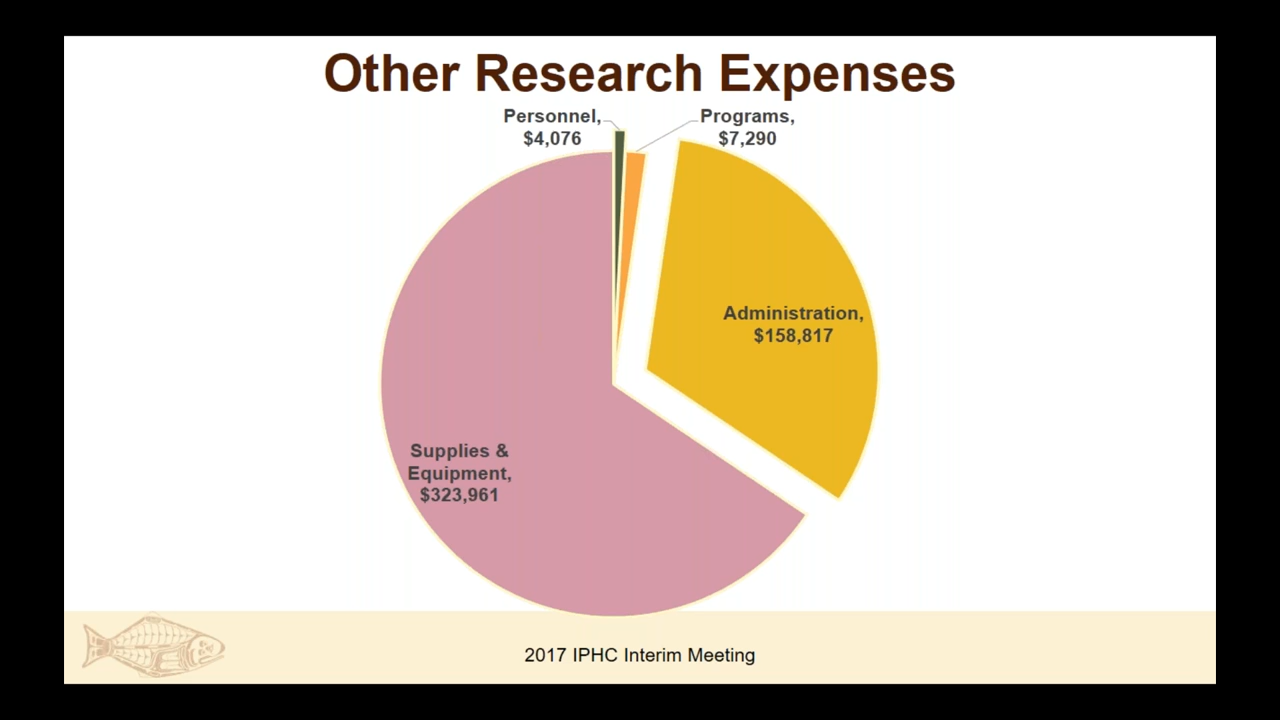 Other Research Expenses
Personnel,
$4,076
Programs,
$7,290
Administration,
$158,817
Supplies &
Equipment,
$323,961
2017 IPHC Interim Meeting